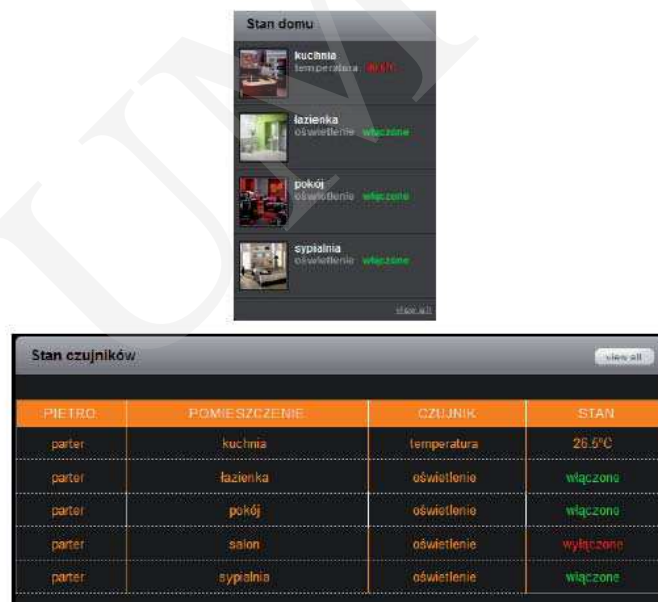 Stan domu
kuchnia
temperatura
łazienka
oświetlenie włączone
pokój
oświetlenie włączone
sypialnia
oświetlenie włączone
view all
Stan czujników
view all
PIĘTRO POMIESZCZENIE CZUJNIK STAN
parter kuchnia temperatura 26.5°C
parter łazienka oświetlenie włączone
parter pokój oświetlenie włączone
parter salon oświetlenie wyłączone
parter sypialnia oświetlenie włączone